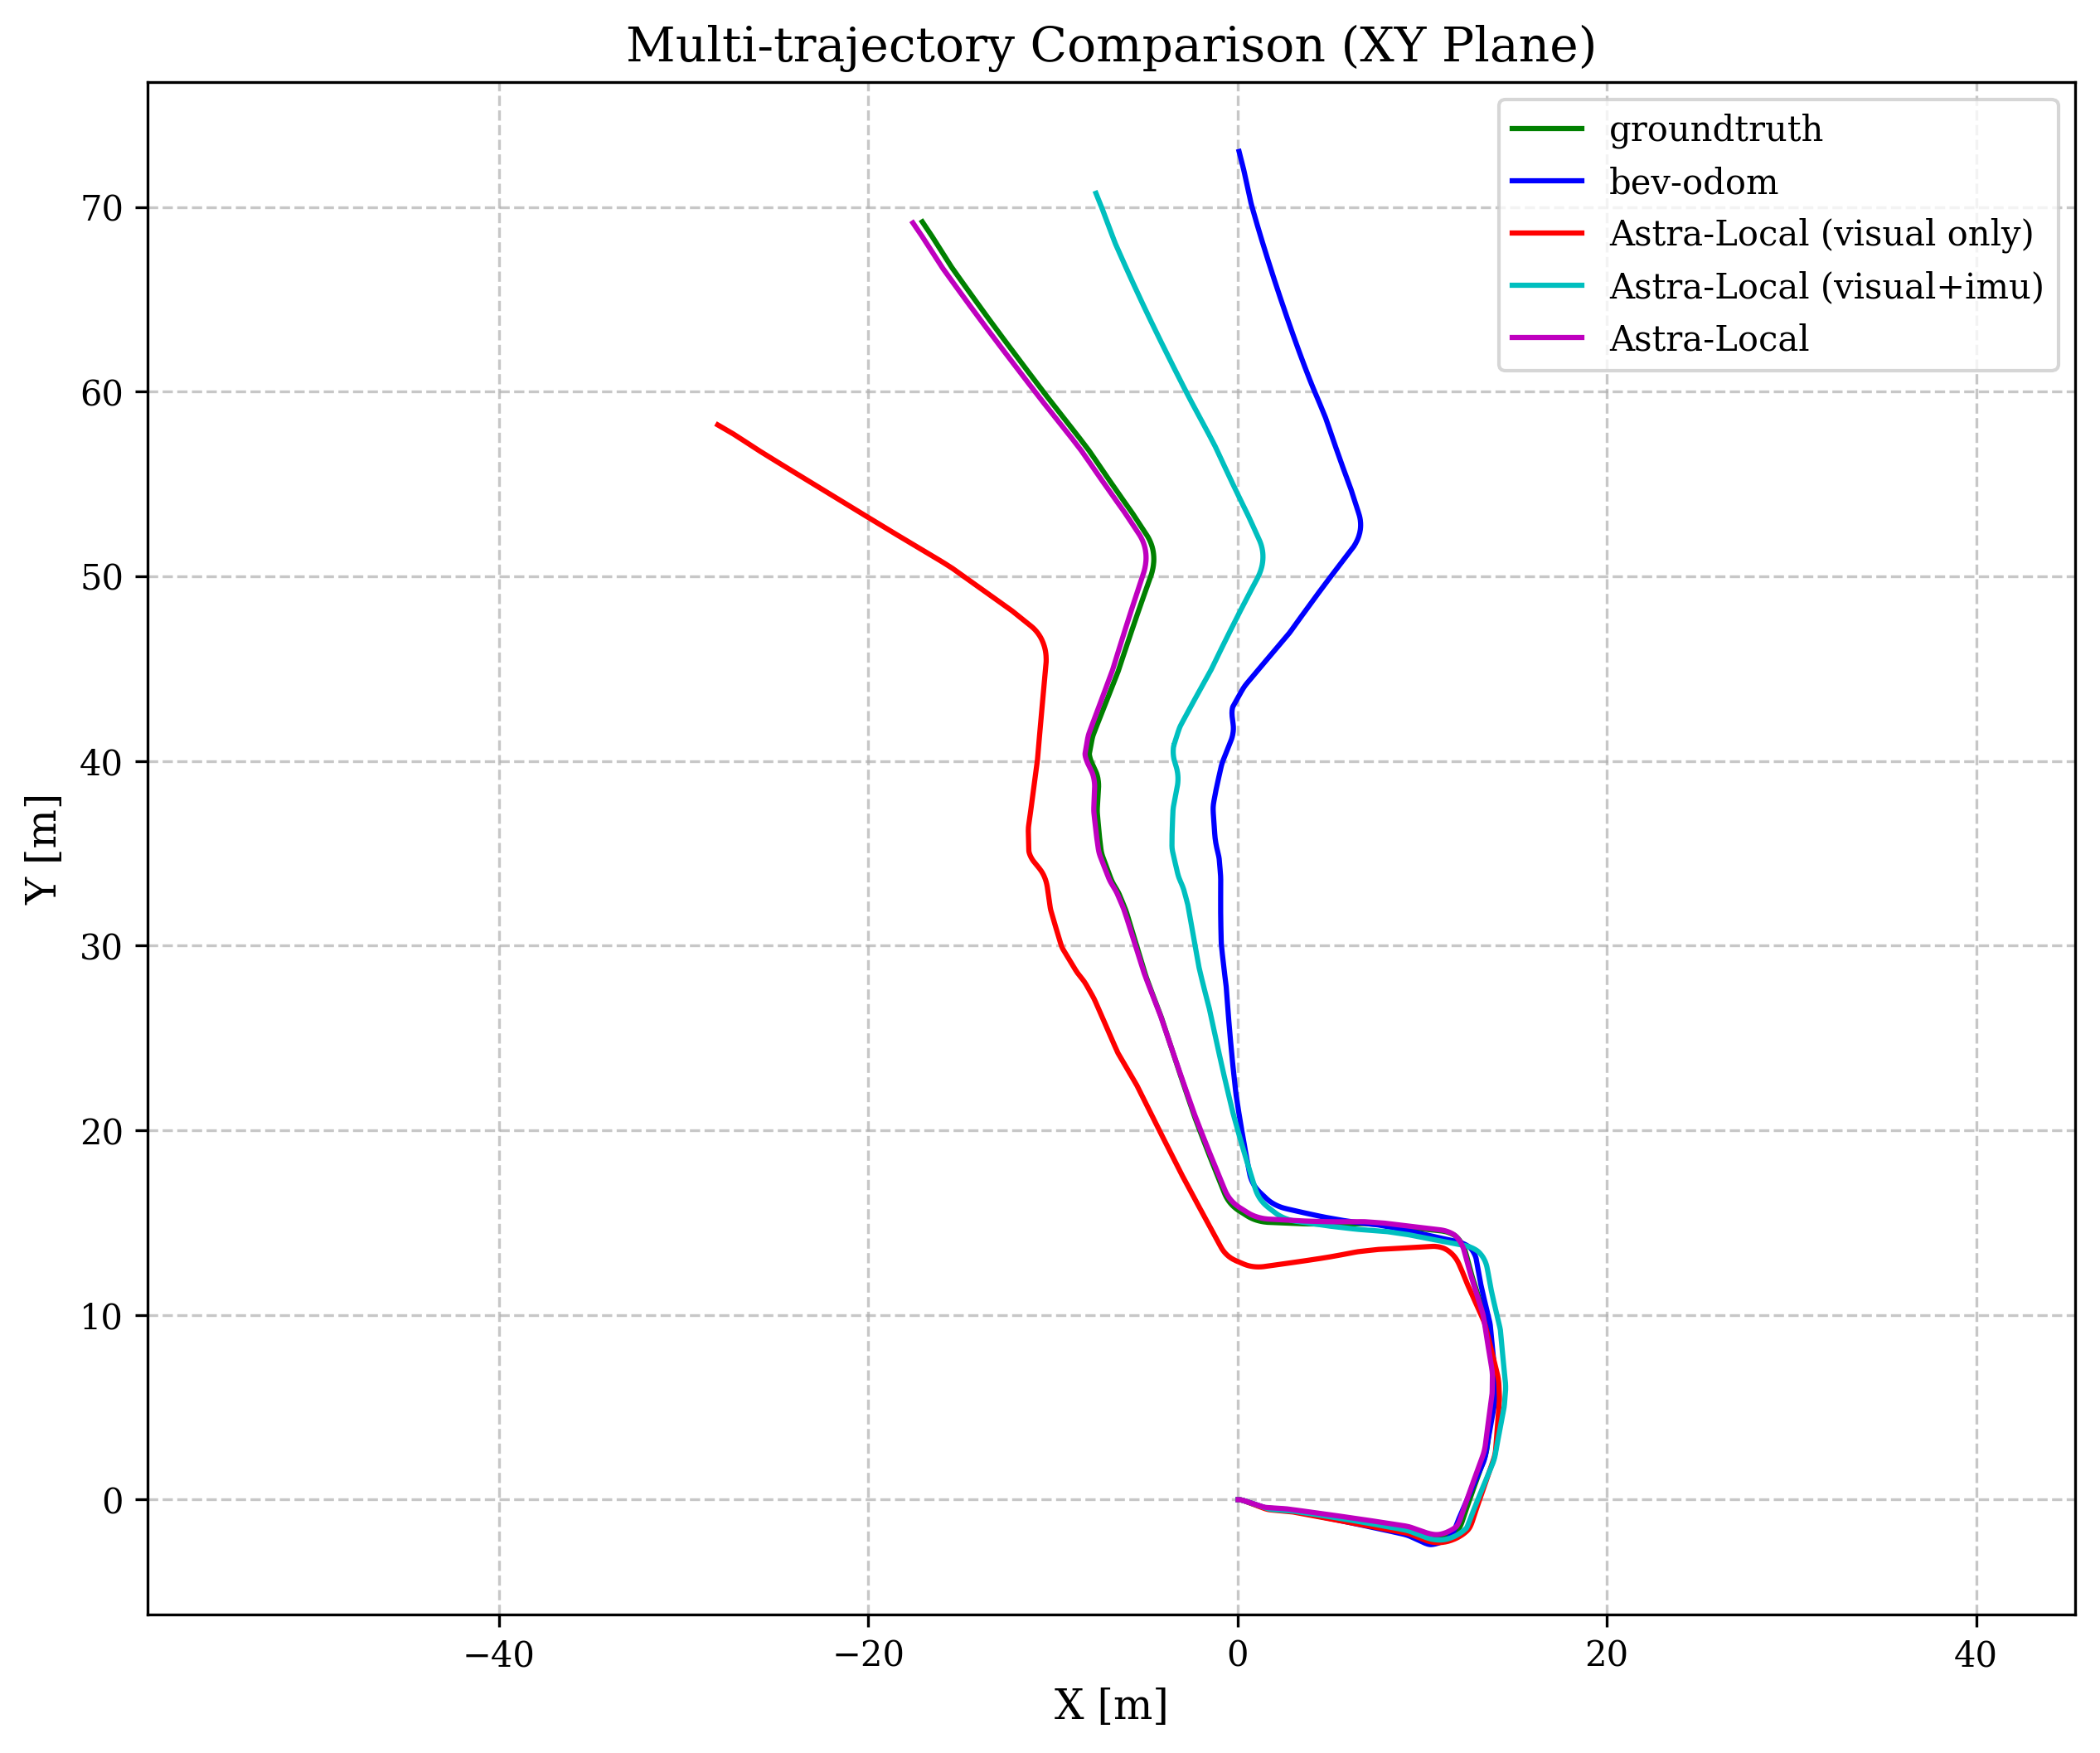 Multi-trajectory Comparison (XY Plane)
groundtruth
bev-odom
Astra-Local (visual only)
Astra-Local (visual+imu)
Astra-Local
70
60
50
40
30
20
10
0
Y [m]
−40
−20
0
20
40
X [m]